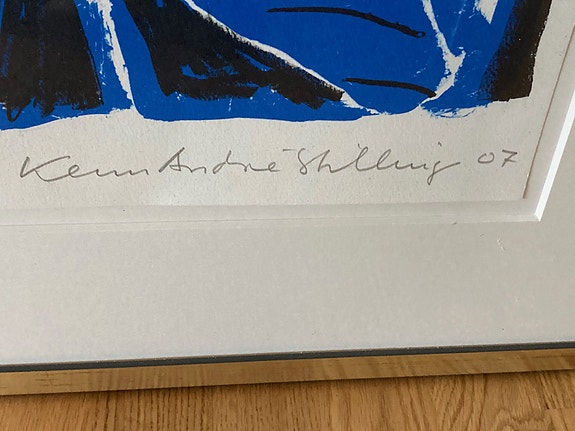 Kenn André Stilling 07